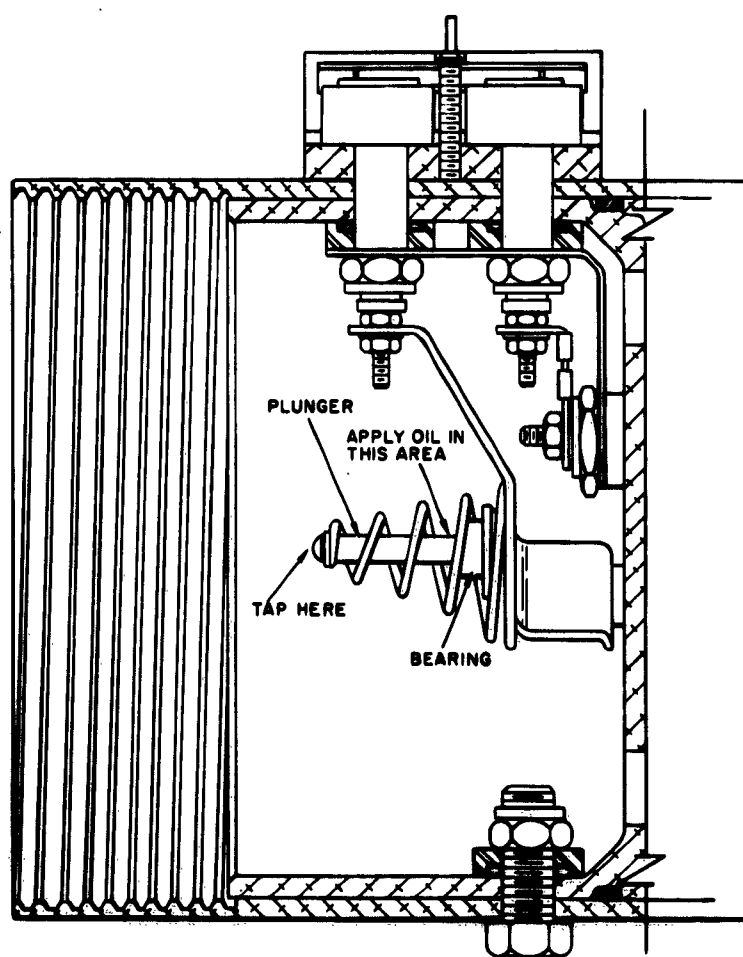 PLUNGER
APPLY OIL IN
THIS AREA
TAP HERE
BEARING